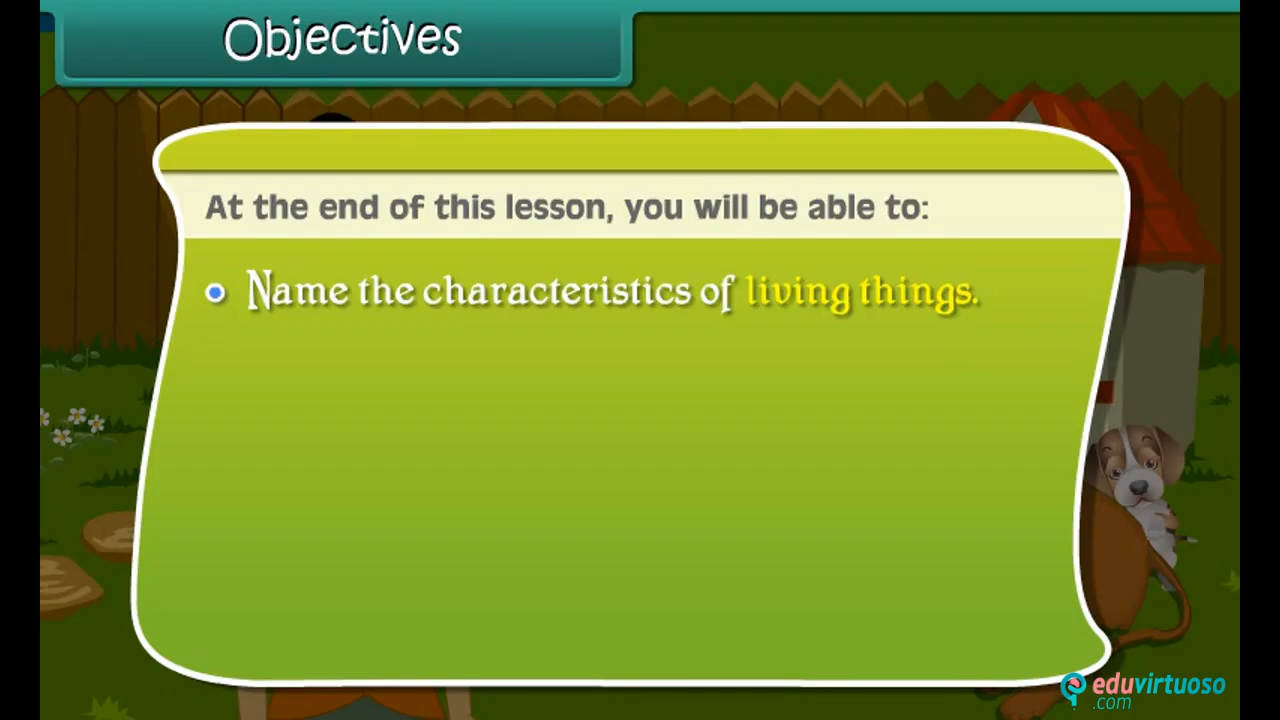 Objectives
At the end of this lesson, you will be able to:
Name the characteristics of living things.
eduvirtuoso
.com